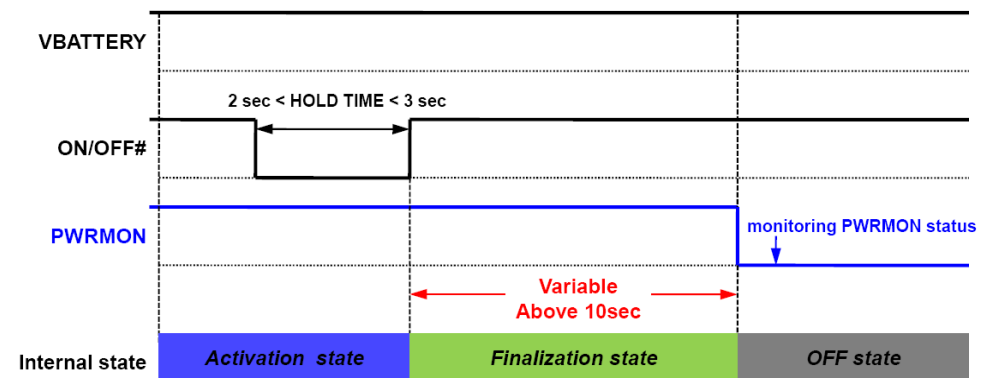 VBATTERY
2 sec < HOLD TIME < 3 sec
ON/OFF#
PWRMON
monitoring PWRMON status
Variable
Above 10sec
Internal state
Activation state
Finalization state
OFF state